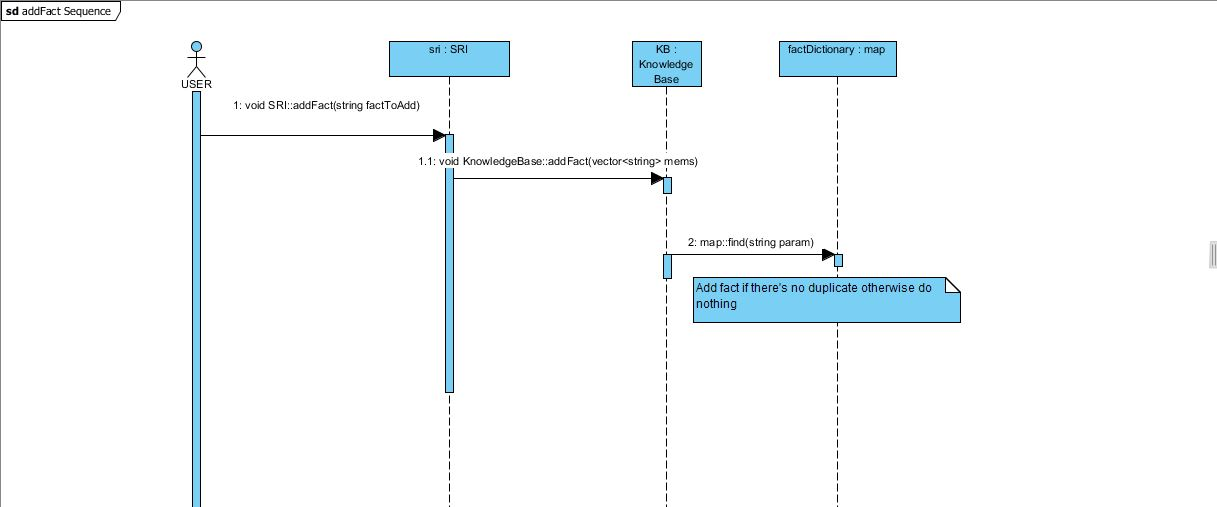 sd addFact Sequence
sri : SRI
KB :
Knowledge
Base
factDictionary : map
USER
1: void SRI::addFact(string factToAdd)
1.1: void KnowledgeBase::addFact(vector<string> mems)
2: map::find(string param)
Add fact if there's no duplicate otherwise do
nothing